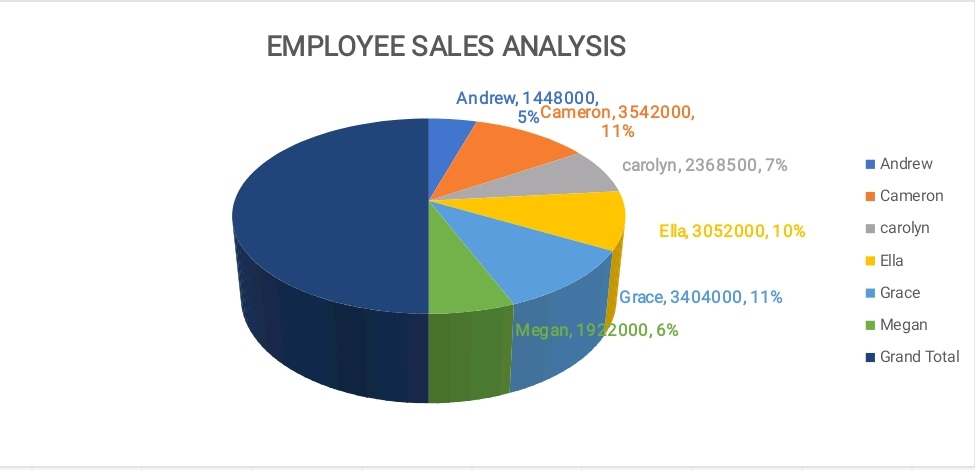 EMPLOYEE SALES ANALYSIS
Andrew, 1448000,
5%
Cameron, 3542000,
11%
carolyn, 2368500, 7%
Ella, 3052000, 10%
Grace, 3404000, 11%
Megan, 1922000, 6%
Andrew
Cameron
carolyn
Ella
Grace
Megan
Grand Total